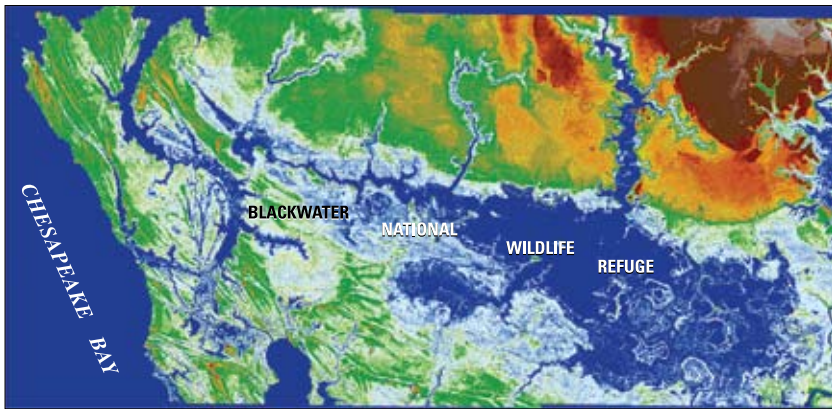 CHESAPEAKE BAY
BLACKWATER
NATIONAL
WILDLIFE
REFUGE